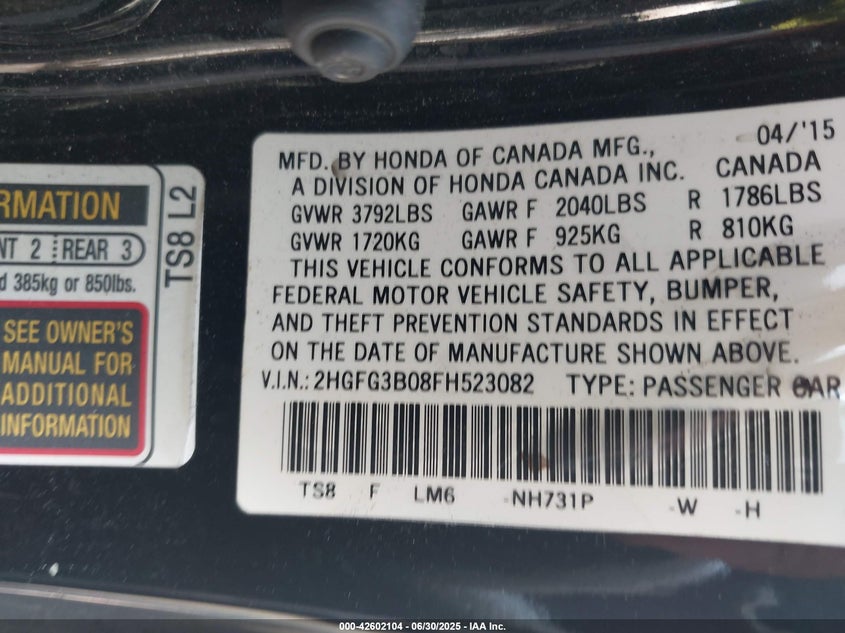 RMATION
NT 2 REAR 3
d 385kg or 850lbs.
SEE OWNER'S
MANUAL FOR
ADDITIONAL
INFORMATION
TS8 L2
04/'15
MFD. BY HONDA OF CANADA MFG.,
A DIVISION OF HONDA CANADA INC. CANADA
GVWR 3792LBS GAWR F 2040LBS R 1786LBS
GVWR 1720KG GAWR F 925KG R 810KG
THIS VEHICLE CONFORMS TO ALL APPLICABLE
FEDERAL MOTOR VEHICLE SAFETY, BUMPER,
AND THEFT PREVENTION STANDARDS IN EFFECT
ON THE DATE OF MANUFACTURE SHOWN ABOVE.
V.I.N.: 2HGFG3B08FH523082 TYPE: PASSENGER CAR
TS8 F LM6 -NH731P -W -H
000-42602104 - 06/30/2025 - IAA Inc.